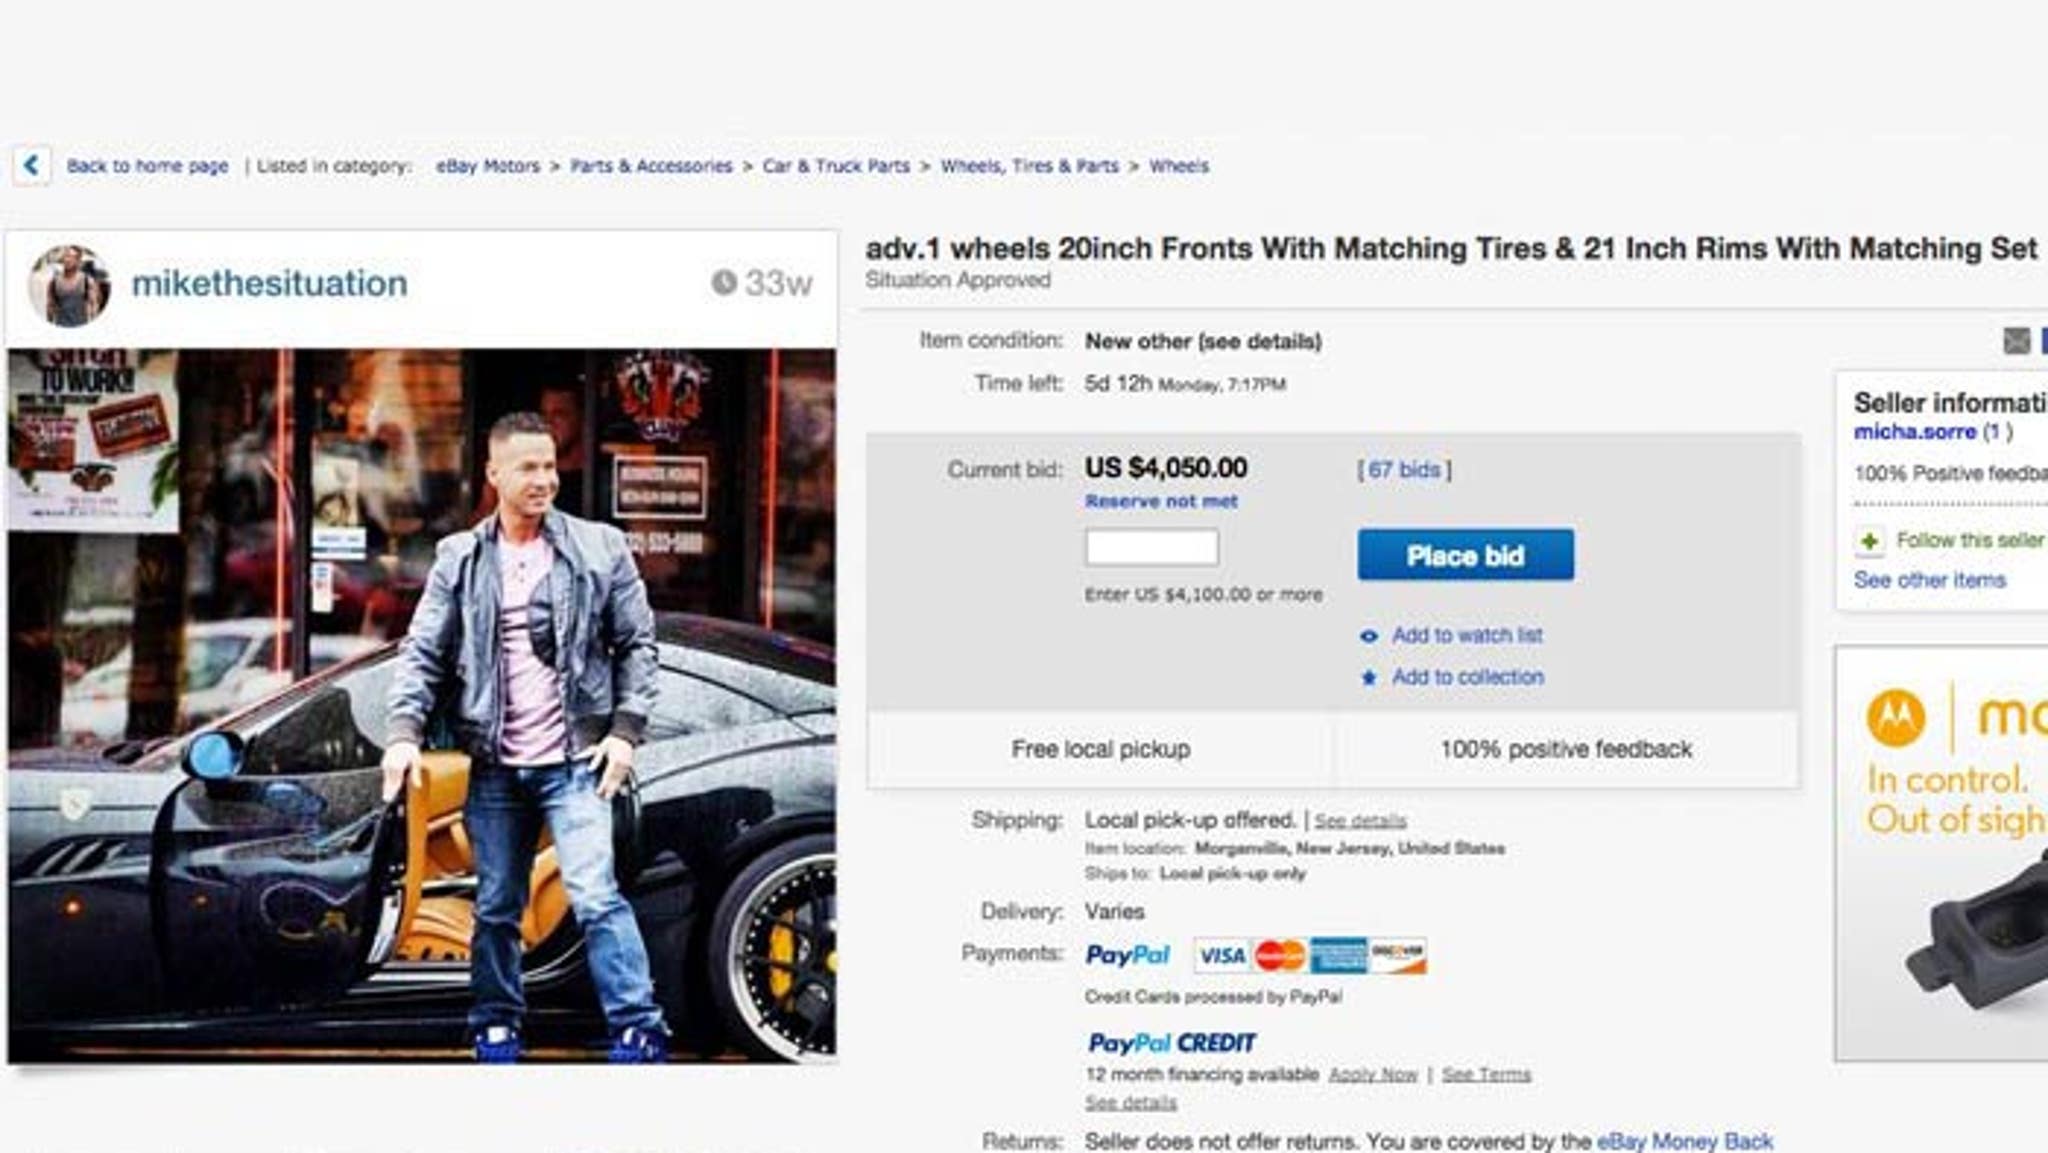 Back to home page | Listed in category: eBay Motors > Parts & Accessories > Car & Truck Parts > Wheels, Tires & Parts > Wheels
mikethesituation
33w
TO WORK!!
adv.1 wheels 20inch Fronts With Matching Tires & 21 Inch Rims With Matching Set
Situation Approved
Item condition: New other (see details)
Time left: 5d 12h Monday, 7:17PM
Current bid: US $4,050.00 [ 67 bids ]
Reserve not met
Place bid
Enter US $4,100.00 or more
Add to watch list
Add to collection
Free local pickup
100% positive feedback
Shipping: Local pick-up offered. | See details
Item location: Morganville, New Jersey, United States
Ships to: Local pick-up only
Delivery: Varies
Payments: PayPal VISA MasterCard DISCOVER
Credit Cards processed by PayPal
PayPal CREDIT
12 month financing available Apply Now | See Terms
See details
Returns: Seller does not offer returns. You are covered by the eBay Money Back
Seller informati
micha.sorre (1 )
100% Positive feedba
Follow this seller
See other items
mo
In control.
Out of sigh